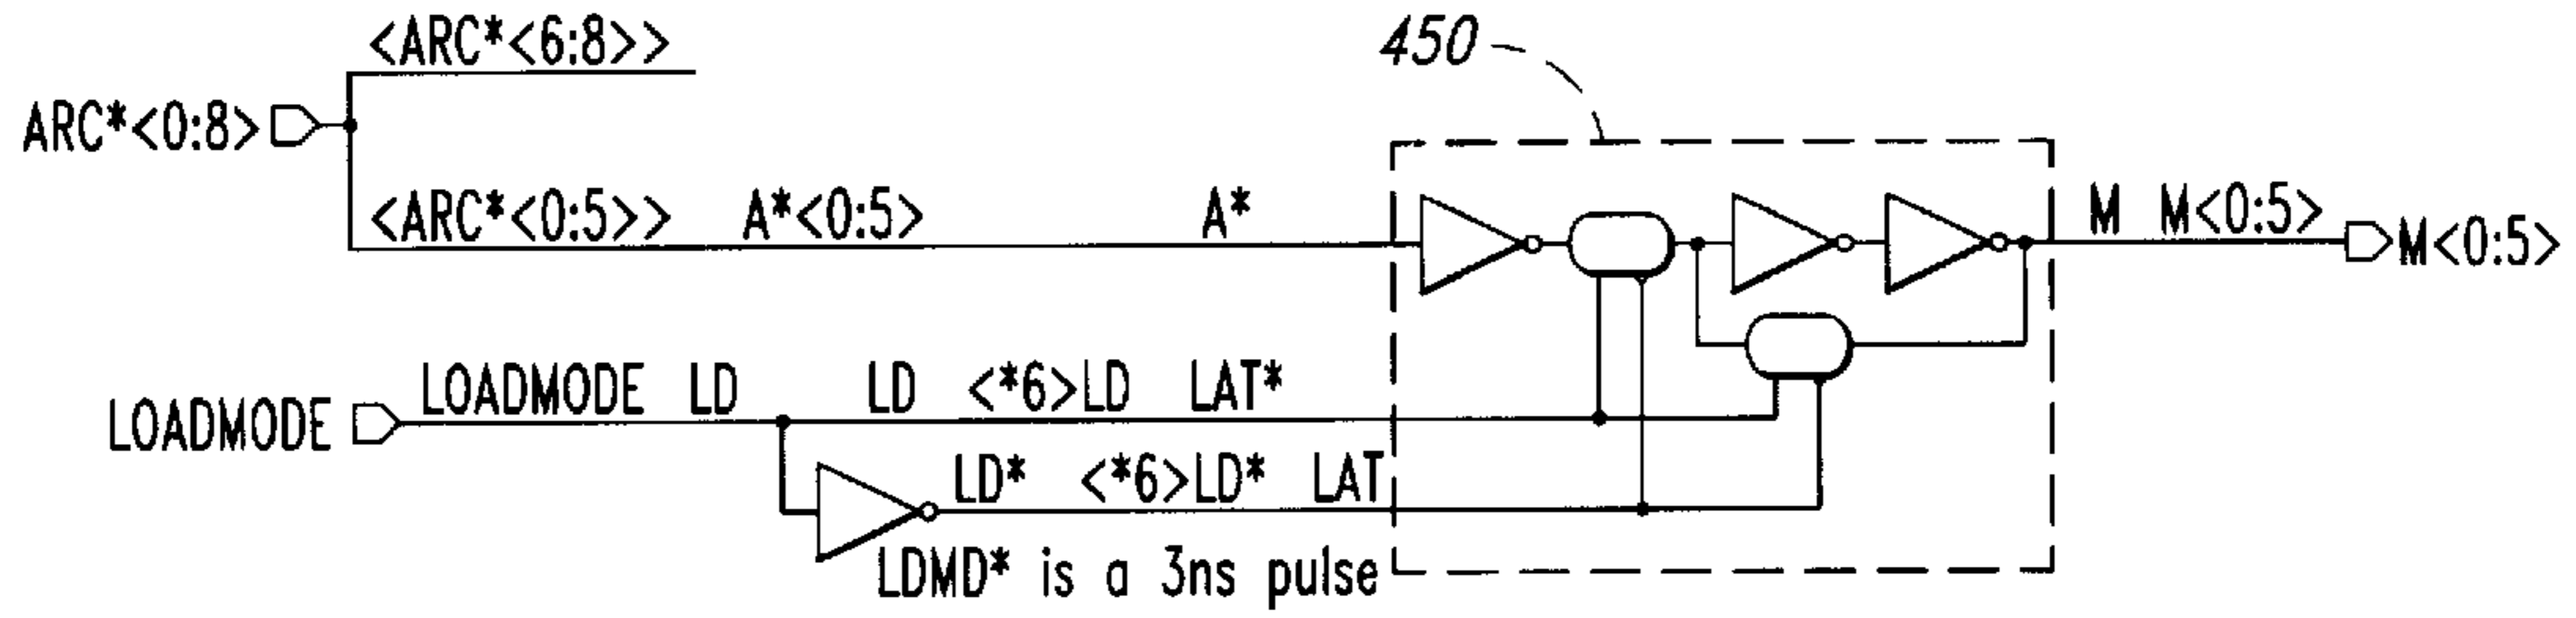 <ARC*<6:8>>
450
ARC*<0:8>
<ARC*<0:5>> A*<0:5> A*
M M<0:5>
M<0:5>
LOADMODE
LOADMODE LD LD <*6>LD LAT*
LD* <*6>LD* LAT
LDMD* is a 3ns pulse